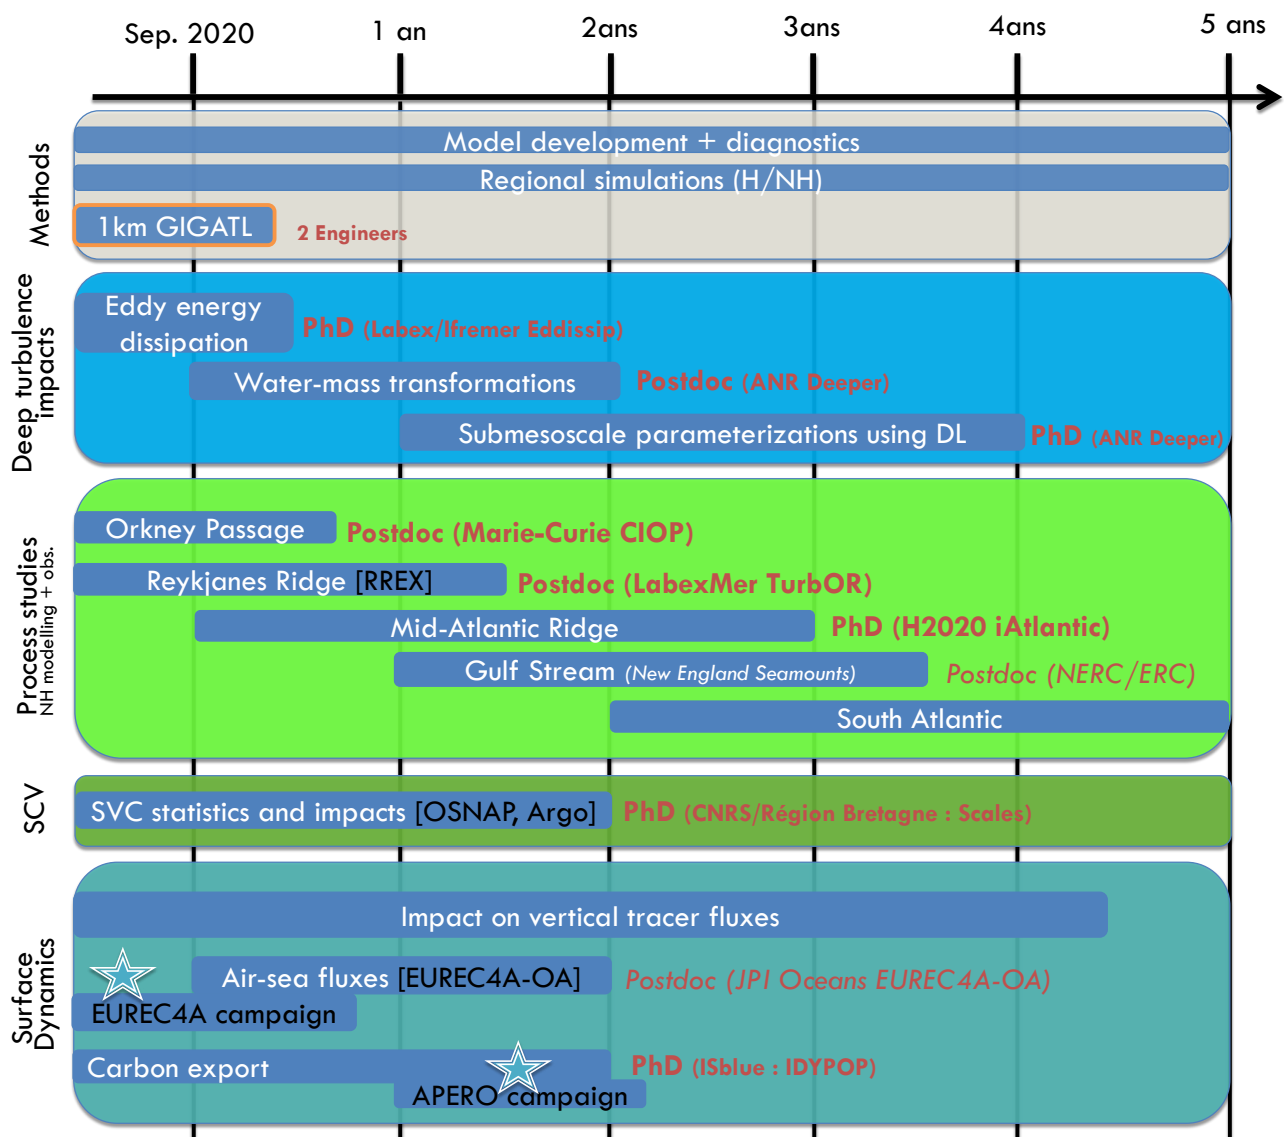 Sep. 2020
1 an
2ans
3ans
4ans
5 ans
Methods
Model development + diagnostics
Regional simulations (H/NH)
1km GIGATL
2 Engineers
Deep turbulence
impacts
Eddy energy
dissipation
PhD (Labex/Ifremer Eddissip)
Water-mass transformations
Postdoc (ANR Deeper)
Submesoscale parameterizations using DL
PhD (ANR Deeper)
Process studies
NH modelling + obs.
Orkney Passage
Postdoc (Marie-Curie CIOP)
Reykjanes Ridge [RREX]
Postdoc (LabexMer TurbOR)
Mid-Atlantic Ridge
PhD (H2020 iAtlantic)
Gulf Stream (New England Seamounts)
Postdoc (NERC/ERC)
South Atlantic
SCV
SVC statistics and impacts [OSNAP, Argo]
PhD (CNRS/Région Bretagne : Scales)
Surface
Dynamics
Impact on vertical tracer fluxes
Air-sea fluxes [EUREC4A-OA]
Postdoc (JPI Oceans EUREC4A-OA)
EUREC4A campaign
Carbon export
PhD (ISblue : IDYPOP)
APERO campaign